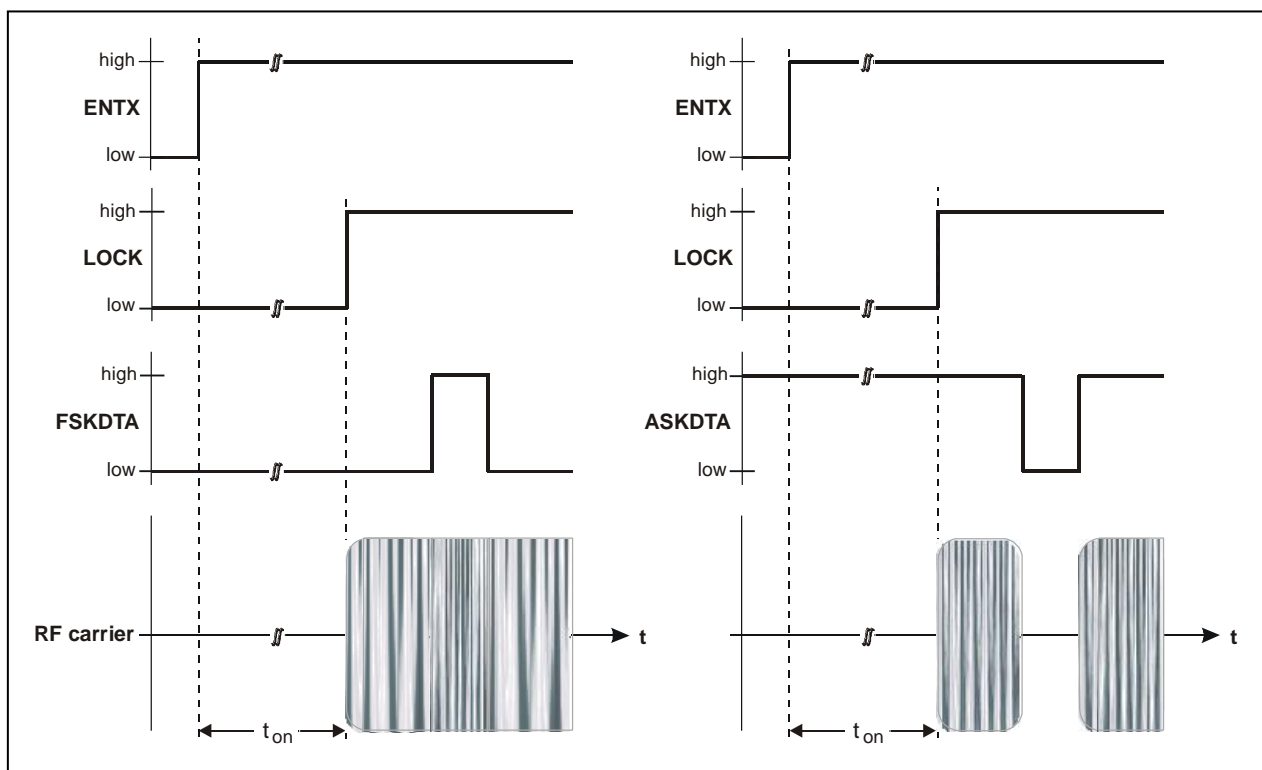 high
ENTX
low
high
LOCK
low
high
FSKDTA
low
RF carrier
t
t on
high
ENTX
low
high
LOCK
low
high
ASKDTA
low
t
t on